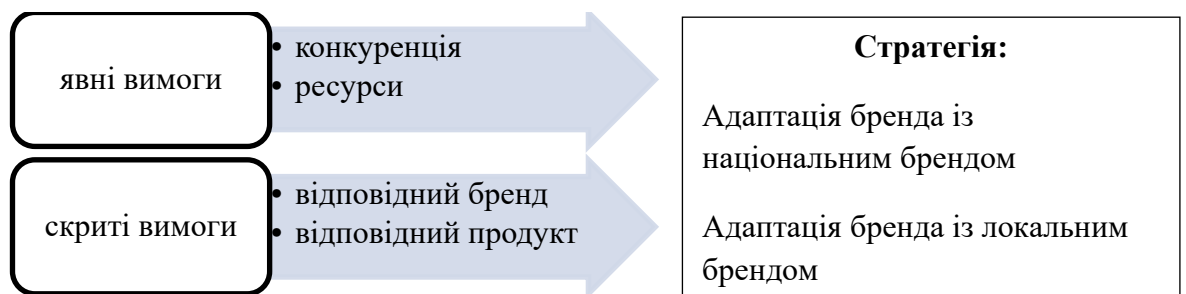 явні вимоги
• конкуренція
• ресурси
скриті вимоги
• відповідний бренд
• відповідний продукт
Стратегія:
Адаптація бренда із
національним брендом
Адаптація бренда із локальним
брендом